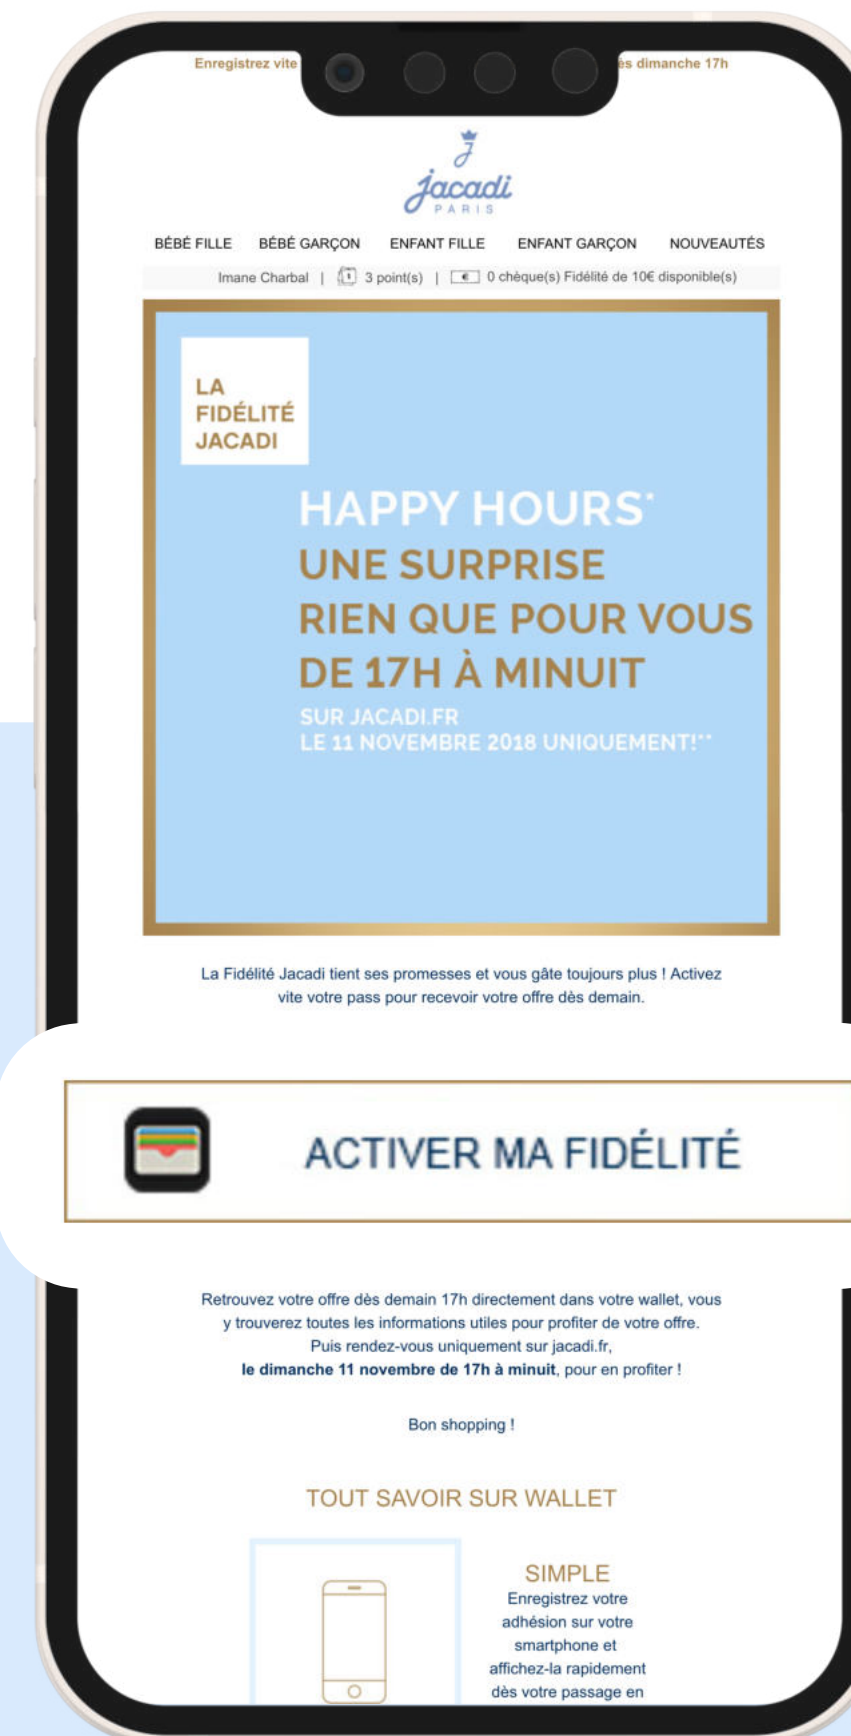 Enregistrez vite
ès dimanche 17h
J
jacadi
PARIS
BÉBÉ FILLE BÉBÉ GARÇON ENFANT FILLE ENFANT GARÇON NOUVEAUTÉS
Imane Charbal | 1 3 point(s) | € 0 chèque(s) Fidélité de 10€ disponible(s)
LA
FIDÉLITÉ
JACADI
HAPPY HOURS*
UNE SURPRISE
RIEN QUE POUR VOUS
DE 17H À MINUIT
SUR JACADI.FR
LE 11 NOVEMBRE 2018 UNIQUEMENT!**
La Fidélité Jacadi tient ses promesses et vous gâte toujours plus ! Activez
vite votre pass pour recevoir votre offre dès demain.
ACTIVER MA FIDÉLITÉ
Retrouvez votre offre dès demain 17h directement dans votre wallet, vous
y trouverez toutes les informations utiles pour profiter de votre offre.
Puis rendez-vous uniquement sur jacadi.fr,
le dimanche 11 novembre de 17h à minuit, pour en profiter !
Bon shopping !
TOUT SAVOIR SUR WALLET
SIMPLE
Enregistrez votre
adhésion sur votre
smartphone et
affichez-la rapidement
dès votre passage en